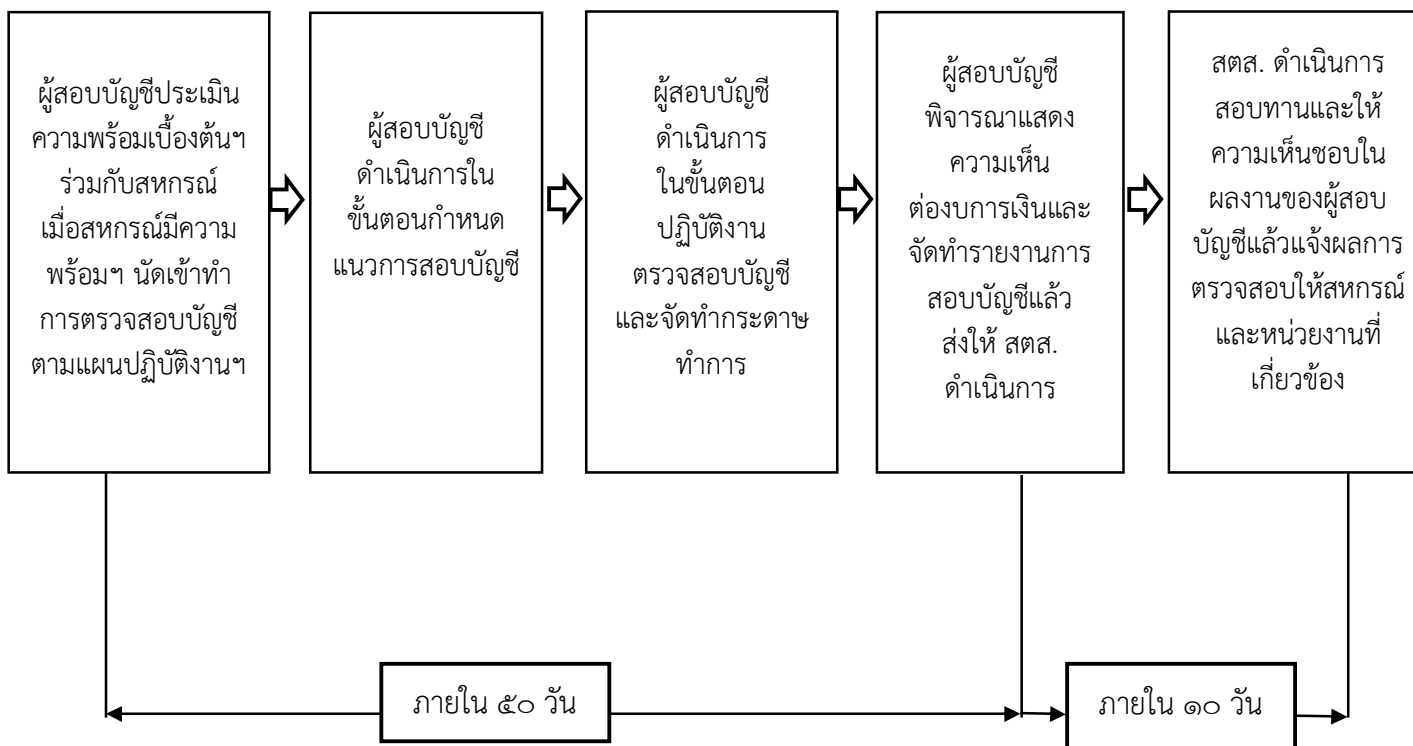 ผู้สอบบัญชีประเมิน
ความพร้อมเบื้องต้นฯ
ร่วมกับสหกรณ์
เมื่อสหกรณ์มีความ
พร้อมฯ นัดเข้าทำ
การตรวจสอบบัญชี
ตามแผนปฏิบัติงานฯ
ผู้สอบบัญชี
ดำเนินการใน
ขั้นตอนกำหนด
แนวการสอบบัญชี
ผู้สอบบัญชี
ดำเนินการ
ในขั้นตอน
ปฏิบัติงาน
ตรวจสอบบัญชี
และจัดทำกระดาษ
ทำการ
ผู้สอบบัญชี
พิจารณาแสดง
ความเห็น
ต่องบการเงินและ
จัดทำรายงานการ
สอบบัญชีแล้ว
ส่งให้ สตส.
ดำเนินการ
สตส. ดำเนินการ
สอบทานและให้
ความเห็นชอบใน
ผลงานของผู้สอบ
บัญชีแล้วแจ้งผลการ
ตรวจสอบให้สหกรณ์
และหน่วยงานที่
เกี่ยวข้อง
ภายใน ๕๐ วัน
ภายใน ๑๐ วัน